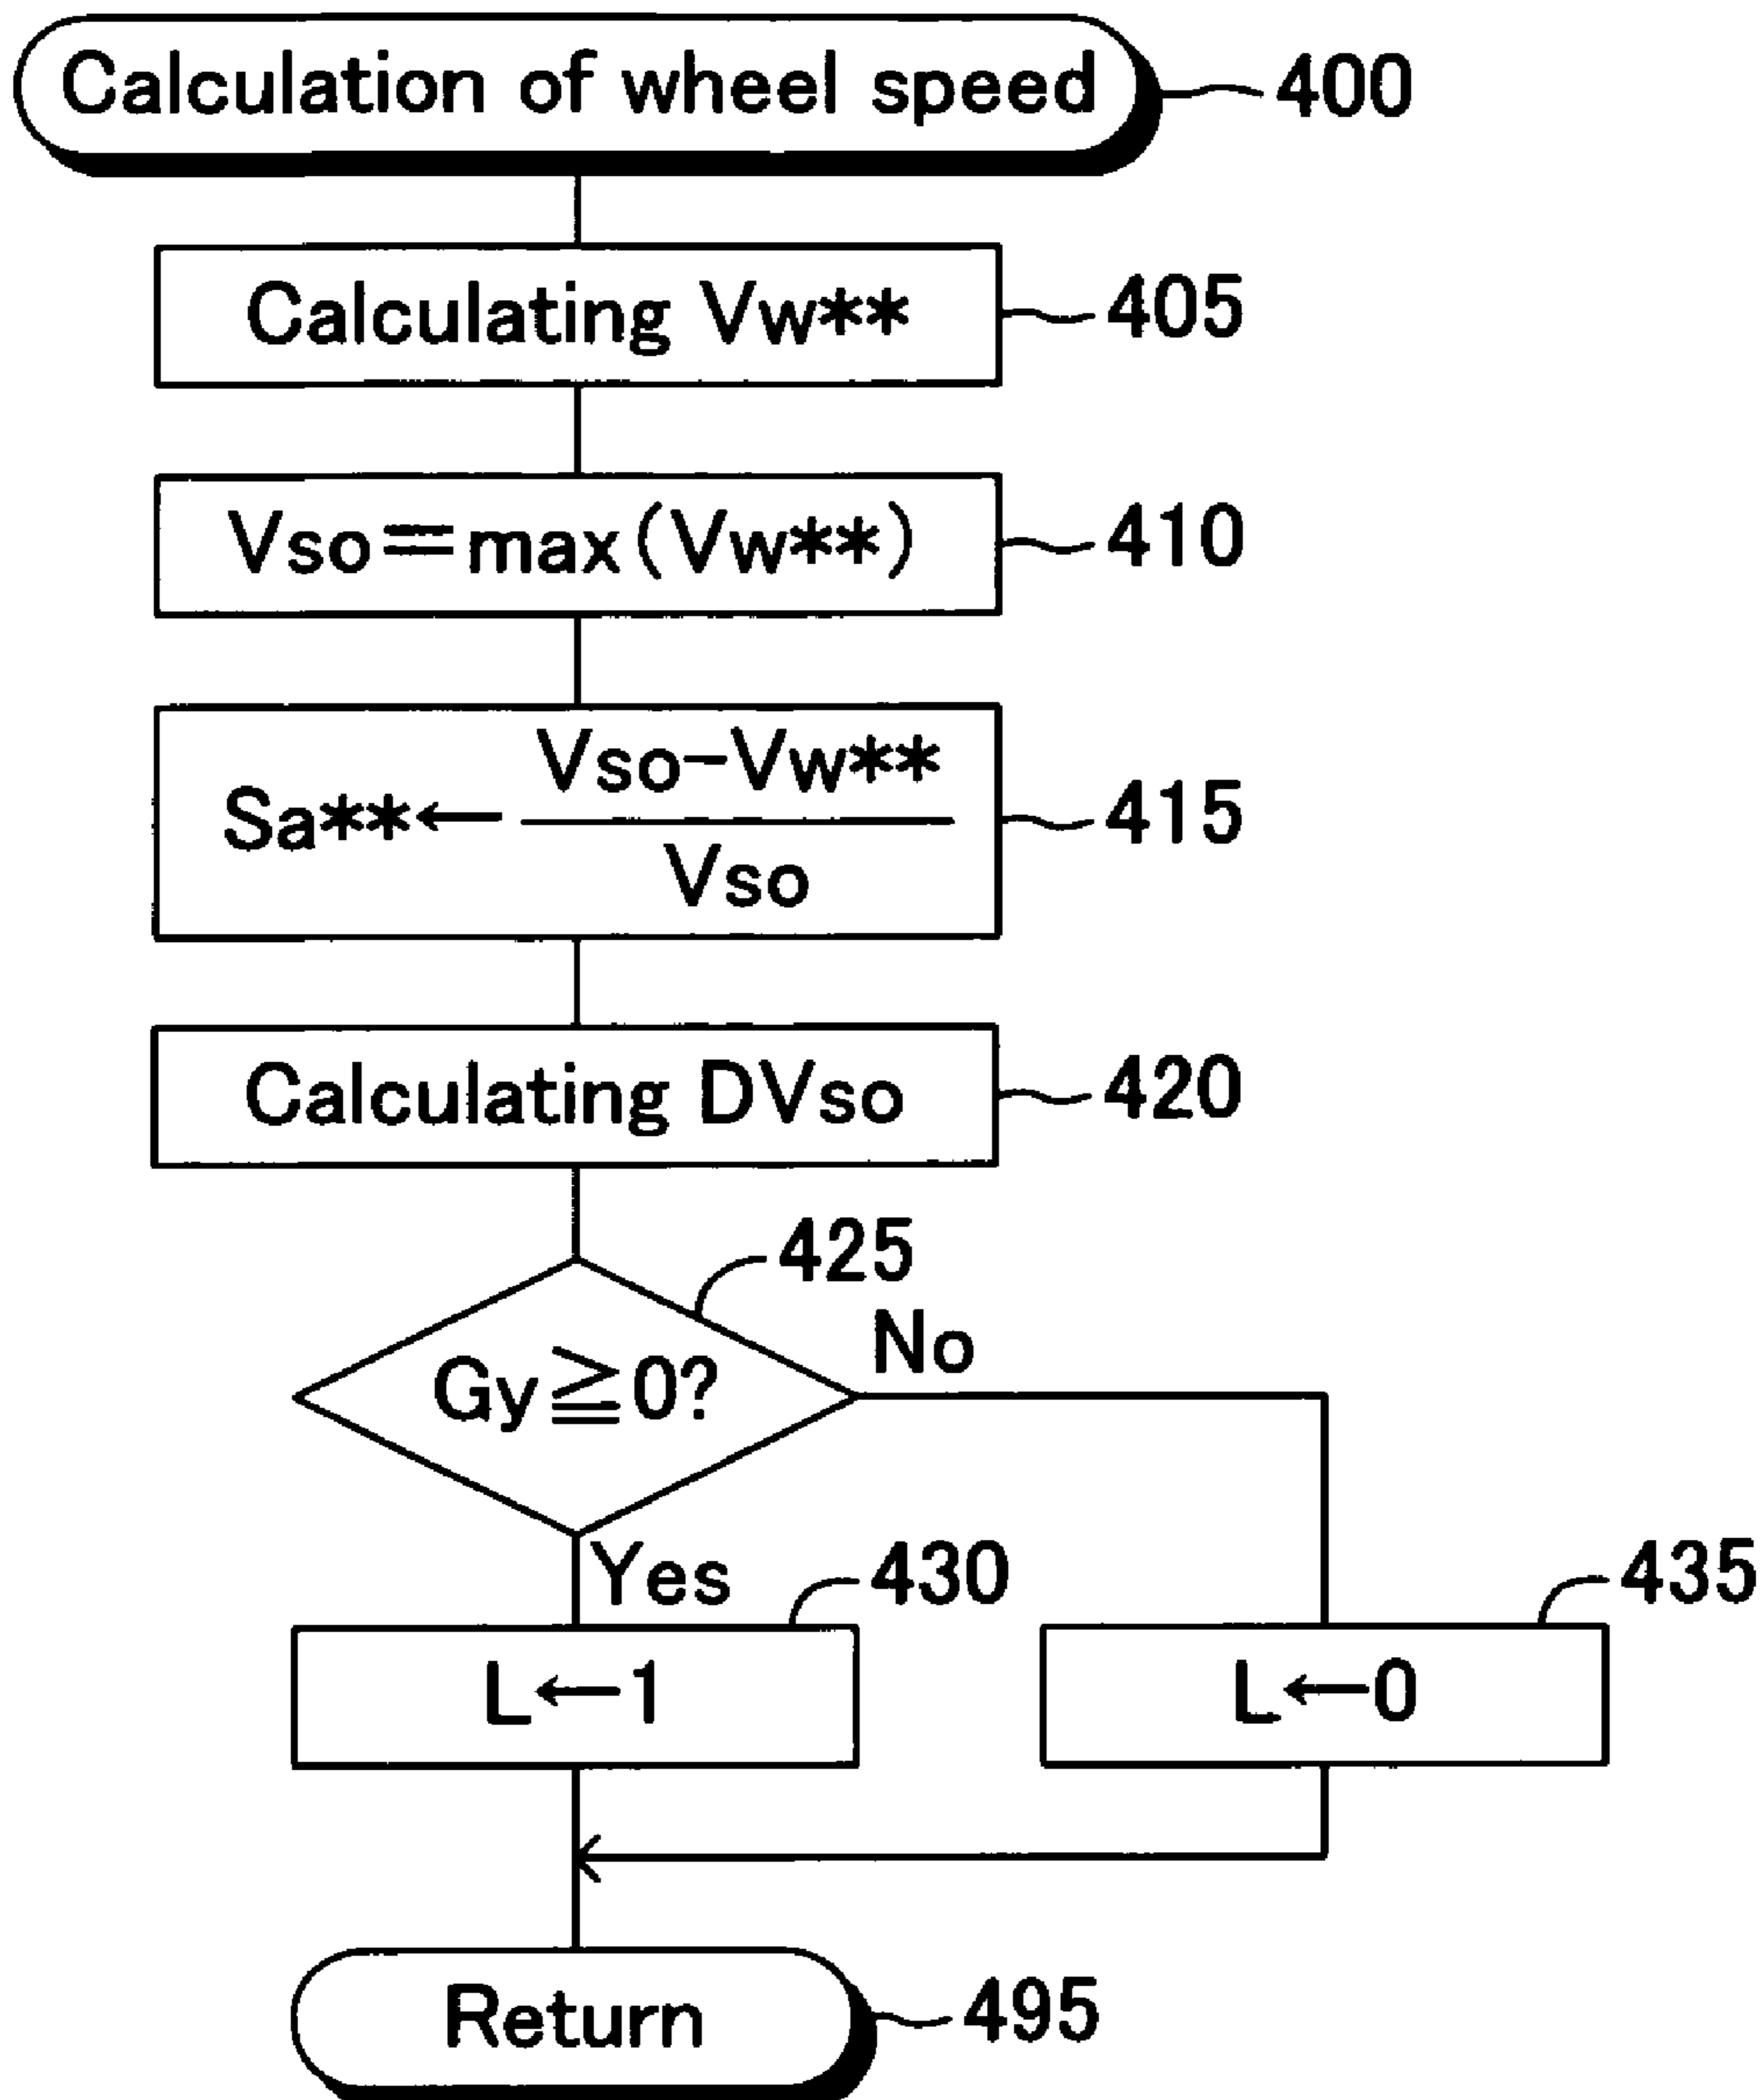 Calculation of wheel speed 400
Calculating Vw** 405
Vso=max(Vw**) 410
Vso-Vw**
Sa**← 415
Vso
Calculating DVso 420
425
No
Gy≧0?
Yes 430 435
L←1 L←0
Return 495